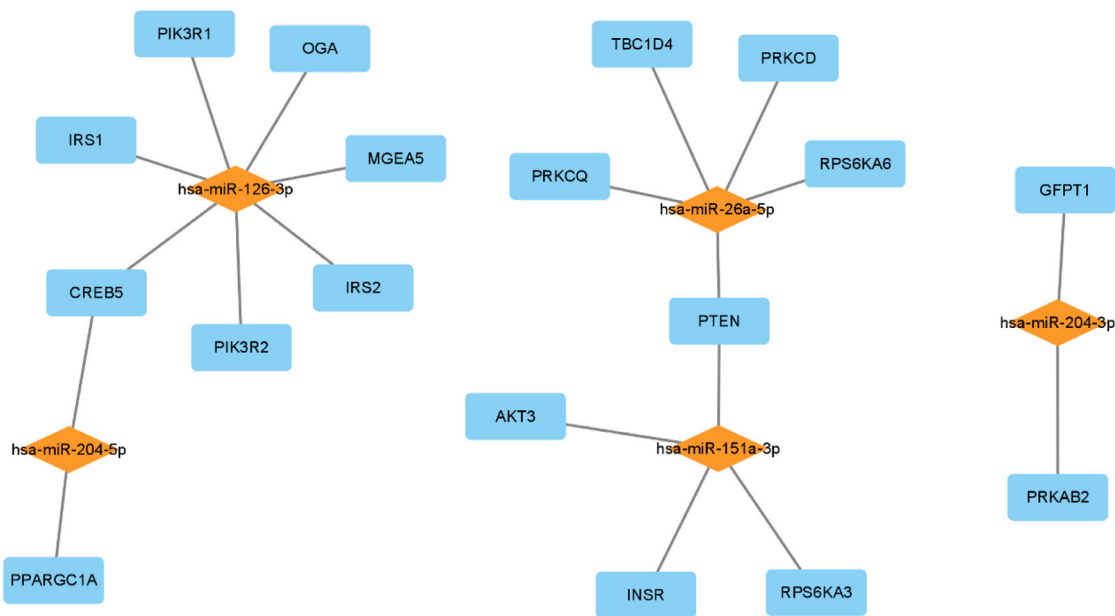 PIK3R1
OGA
IRS1
MGEA5
hsa-miR-126-3p
CREB5
IRS2
PIK3R2
hsa-miR-204-5p
PPARGC1A
TBC1D4
PRKCD
PRKCQ
RPS6KA6
hsa-miR-26a-5p
PTEN
AKT3
hsa-miR-151a-3p
INSR
RPS6KA3
GFPT1
hsa-miR-204-3p
PRKAB2